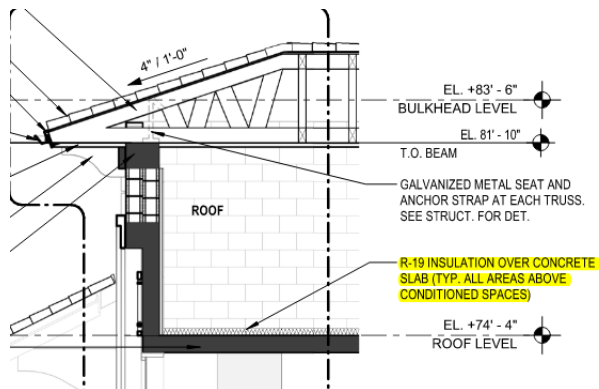 4" / 1'-0"
EL. +83' - 6"
BULKHEAD LEVEL
EL. 81' - 10"
T.O. BEAM
GALVANIZED METAL SEAT AND
ANCHOR STRAP AT EACH TRUSS.
SEE STRUCT. FOR DET.
ROOF
R-19 INSULATION OVER CONCRETE
SLAB (TYP. ALL AREAS ABOVE
CONDITIONED SPACES)
EL. +74' - 4"
ROOF LEVEL